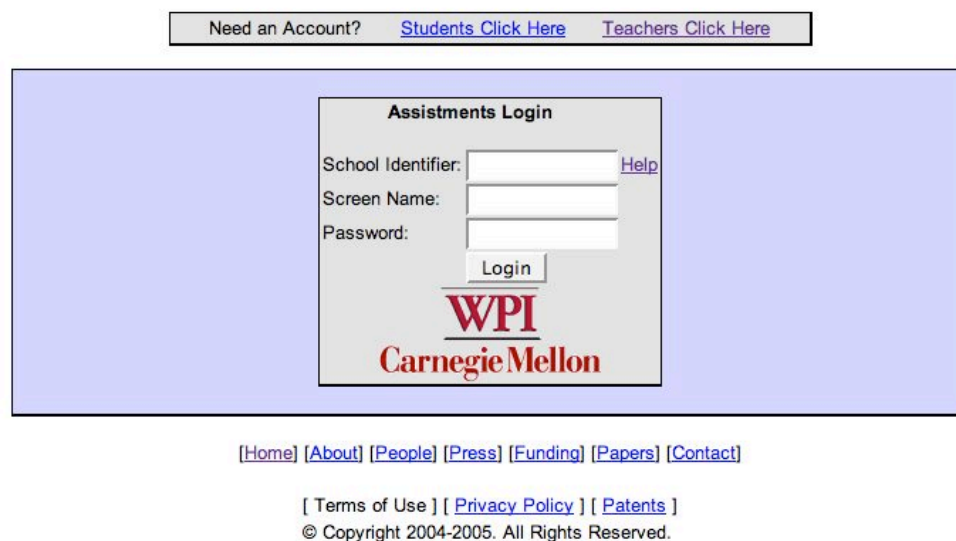 Need an Account? Students Click Here Teachers Click Here
Assistments Login
School Identifier: Help
Screen Name:
Password:
Login
WPI
Carnegie Mellon
[Home] [About] [People] [Press] [Funding] [Papers] [Contact]
[ Terms of Use ] [ Privacy Policy ] [ Patents ]
© Copyright 2004-2005. All Rights Reserved.